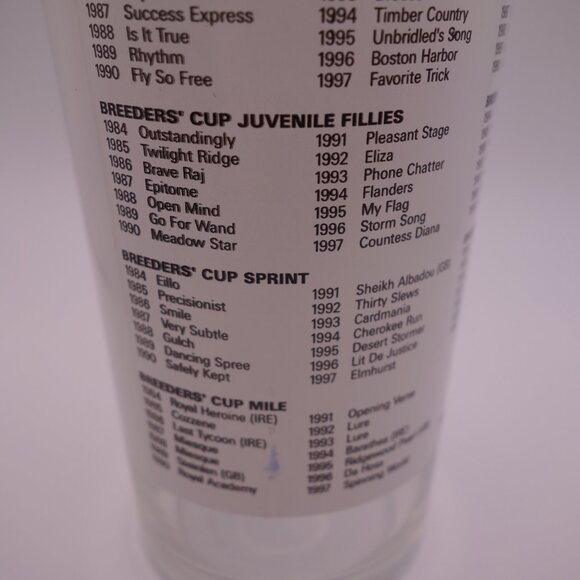 1987 Success Express
1988 Is It True
1989 Rhythm
1990 Fly So Free
1994 Timber Country
1995 Unbridled's Song
1996 Boston Harbor
1997 Favorite Trick
BREEDERS' CUP JUVENILE FILLIES
1984 Outstandingly
1985 Twilight Ridge
1986 Brave Raj
1987 Epitome
1988 Open Mind
1989 Go For Wand
1990 Meadow Star
1991 Pleasant Stage
1992 Eliza
1993 Phone Chatter
1994 Flanders
1995 My Flag
1996 Storm Song
1997 Countess Diana
BREEDERS' CUP SPRINT
1984 Eillo
1985 Precisionist
1986 Smile
1987 Very Subtle
1988 Gulch
1989 Dancing Spree
1990 Safely Kept
1991 Sheikh Albadou (GB)
1992 Thirty Slews
1993 Cardmania
1994 Cherokee Run
1995 Desert Stormer
1996 Lit De Justice
1997 Elmhurst
BREEDERS' CUP MILE
1984 Royal Heroine (IRE)
1985 Cozzene
1986 Last Tycoon (IRE)
1987 Miesque
1988 Miesque
1989 Steinlen (GB)
1990 Royal Academy
1991 Opening Verse
1992 Lure
1993 Lure
1994 Barathea (IRE)
1995 Ridgewood Pearl
1996 Da Hoss
1997 Spinning World